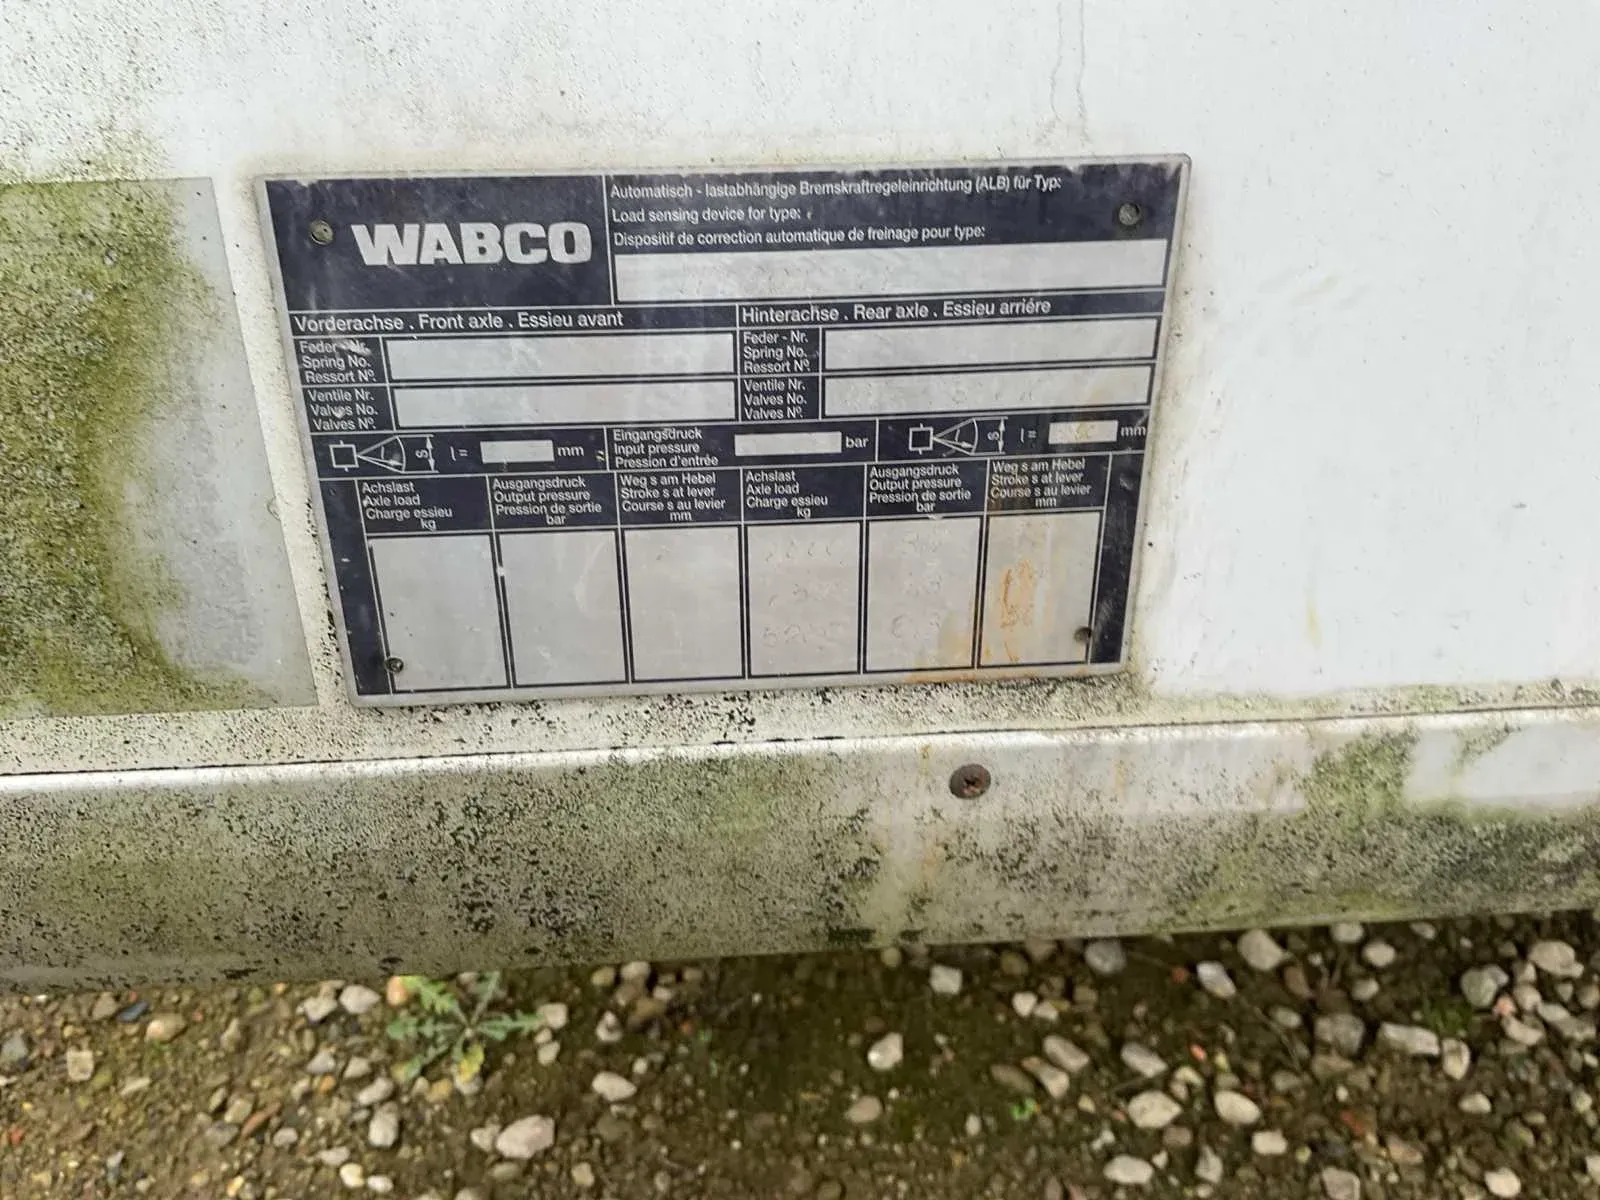 WABCO
Automatisch - lastabhängige Bremskraftregeleinrichtung (ALB) für Typ:
Load sensing device for type:
Dispositif de correction automatique de freinage pour type:
Vorderachse . Front axle . Essieu avant
Hinterachse . Rear axle . Essieu arriére
Feder - Nr.
Spring No.
Ressort Nº.
Feder - Nr.
Spring No.
Ressort Nº.
Ventile Nr.
Valves No.
Valves Nº.
Ventile Nr.
Valves No.
Valves Nº.
s
l =
mm
Eingangsdruck
Input pressure
Pression d'entrée
bar
s
l =
mm
Achslast
Axle load
Charge essieu
kg
Ausgangsdruck
Output pressure
Pression de sortie
bar
Weg s am Hebel
Stroke s at lever
Course s au levier
mm
Achslast
Axle load
Charge essieu
kg
Ausgangsdruck
Output pressure
Pression de sortie
bar
Weg s am Hebel
Stroke s at lever
Course s au levier
mm